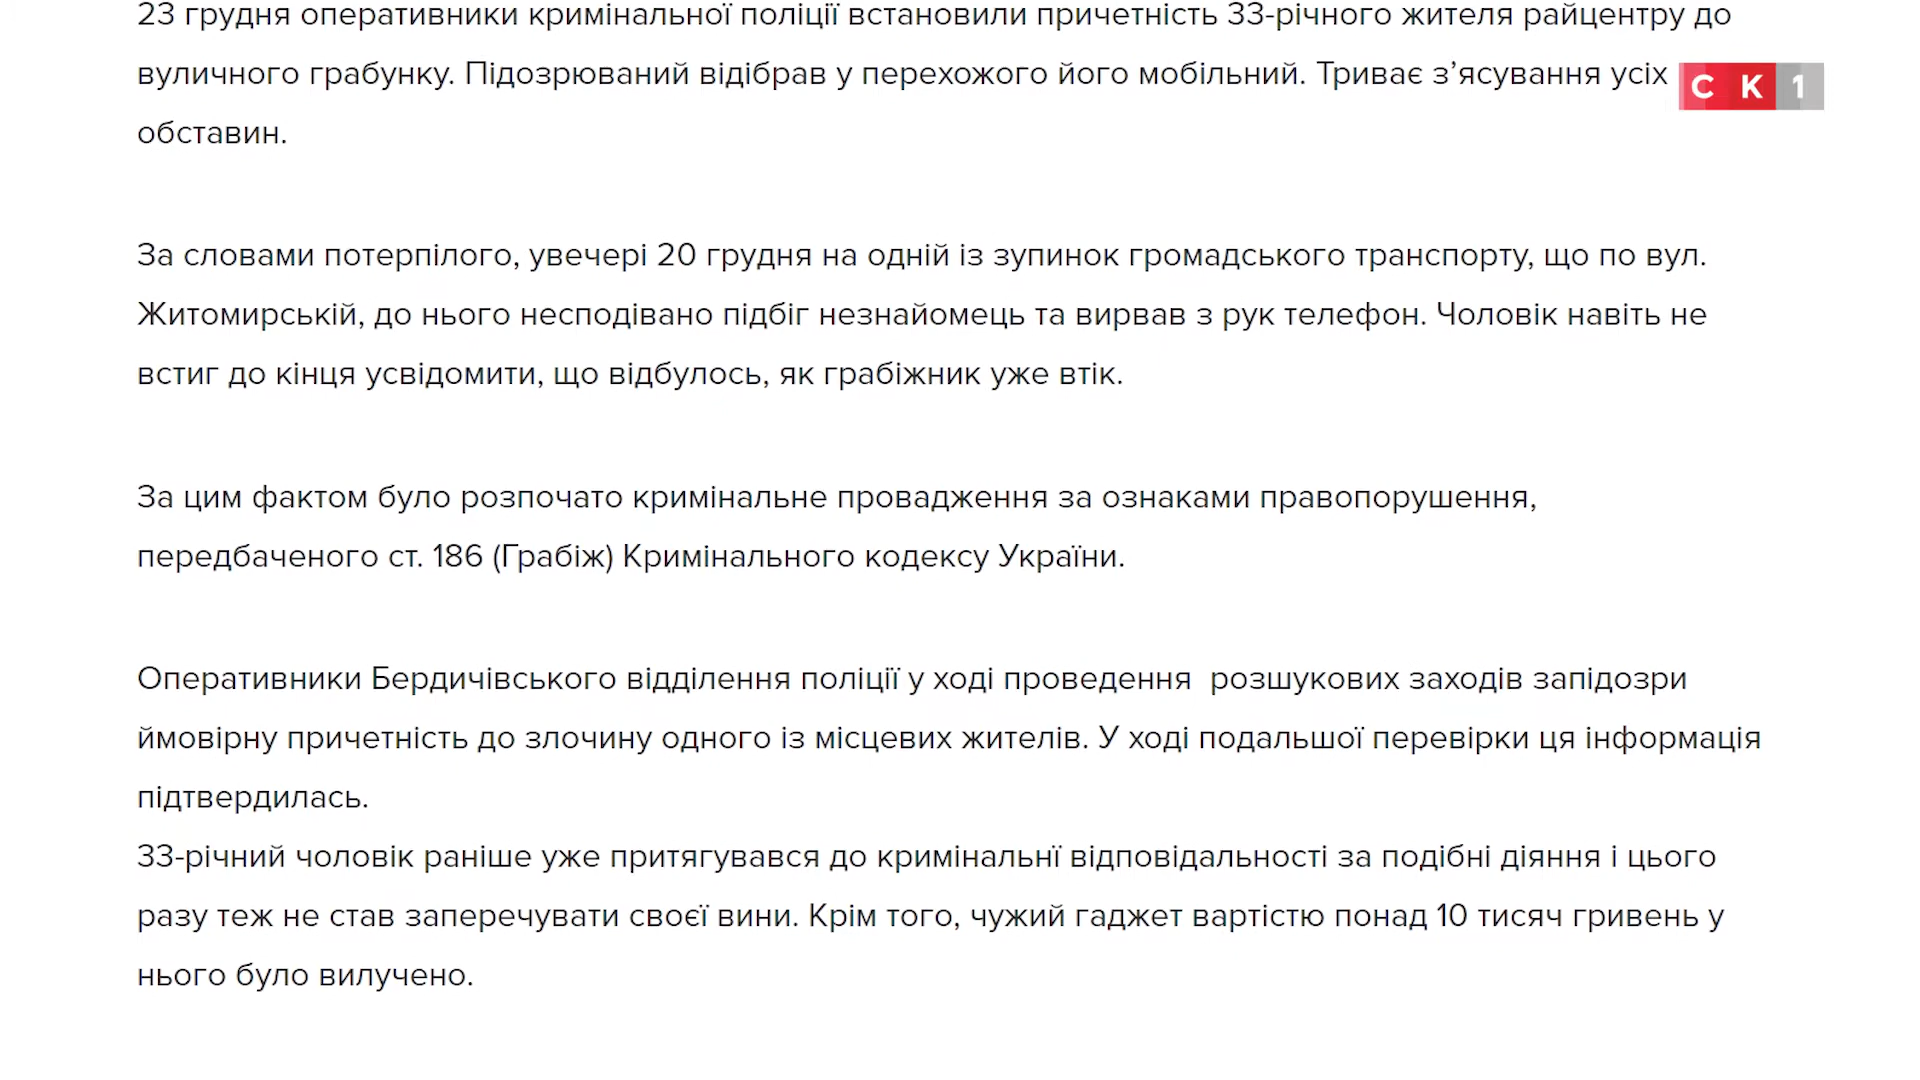 23 грудня оперативники кримінальної поліції встановили причетність 33-річного жителя райцентру до
вуличного грабунку. Підозрюваний відібрав у перехожого його мобільний. Триває з’ясування усіх
СК1
обставин.
За словами потерпілого, увечері 20 грудня на одній із зупинок громадського транспорту, що по вул.
Житомирській, до нього несподівано підбіг незнайомець та вирвав з рук телефон. Чоловік навіть не
встиг до кінця усвідомити, що відбулось, як грабіжник уже втік.
За цим фактом було розпочато кримінальне провадження за ознаками правопорушення,
передбаченого ст. 186 (Грабіж) Кримінального кодексу України.
Оперативники Бердичівського відділення поліції у ході проведення  розшукових заходів запідозри
ймовірну причетність до злочину одного із місцевих жителів. У ході подальшої перевірки ця інформація
підтвердилась.
33-річний чоловік раніше уже притягувався до кримінальнї відповідальності за подібні діяння і цього
разу теж не став заперечувати своєї вини. Крім того, чужий гаджет вартістю понад 10 тисяч гривень у
нього було вилучено.